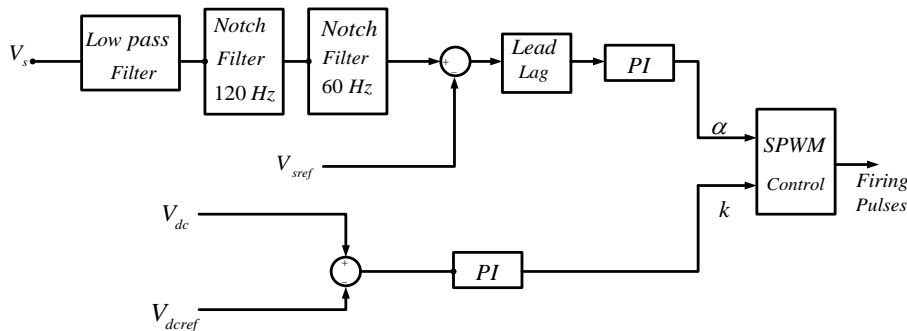 V_s
Low pass
Filter
Notch
Filter
120 Hz
Notch
Filter
60 Hz
+
−
Lead
Lag
PI
α
V_sref
SPWM
Control
Firing
Pulses
k
V_dc
+
−
PI
V_dcref